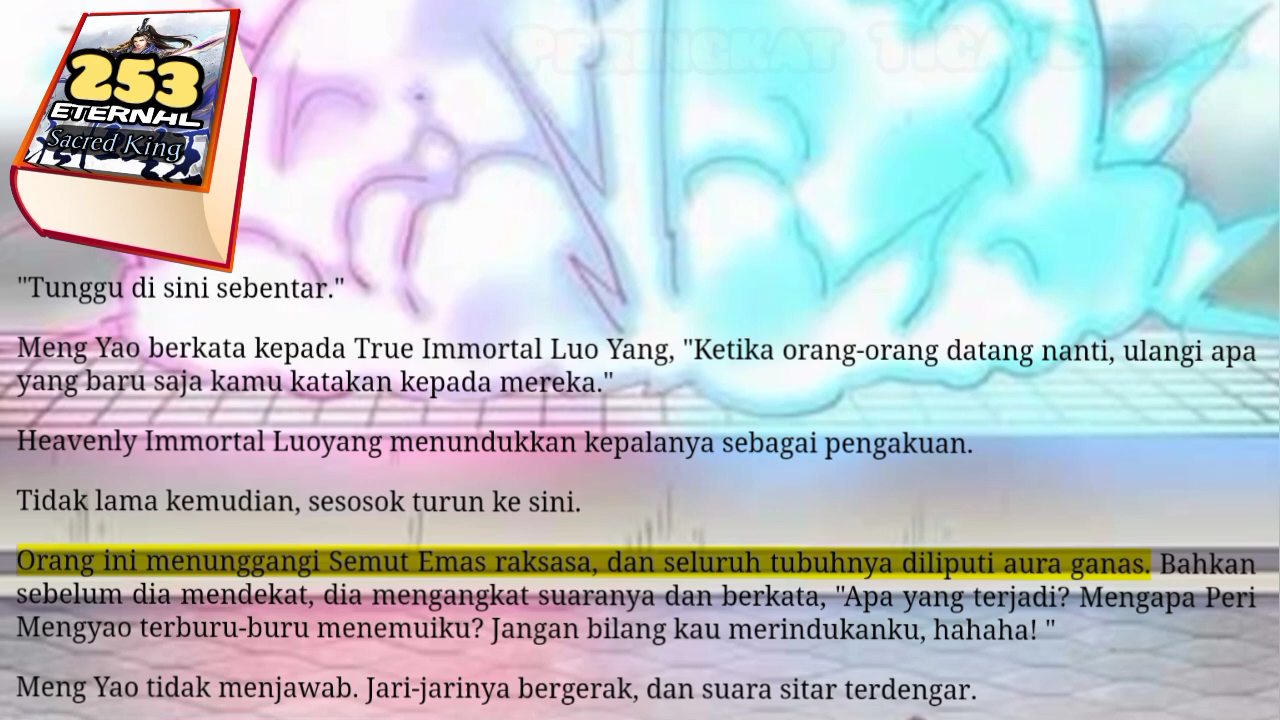 PERINGKAT TIGA
253
ETERNAL
Sacred King
"Tunggu di sini sebentar."
Meng Yao berkata kepada True Immortal Luo Yang, "Ketika orang-orang datang nanti, ulangi apa
yang baru saja kamu katakan kepada mereka."
Heavenly Immortal Luoyang menundukkan kepalanya sebagai pengakuan.
Tidak lama kemudian, sesosok turun ke sini.
Orang ini menunggangi Semut Emas raksasa, dan seluruh tubuhnya diliputi aura ganas. Bahkan
sebelum dia mendekat, dia mengangkat suaranya dan berkata, "Apa yang terjadi? Mengapa Peri
Mengyao terburu-buru menemuiku? Jangan bilang kau merindukanku, hahaha! "
Meng Yao tidak menjawab. Jari-jarinya bergerak, dan suara sitar terdengar.